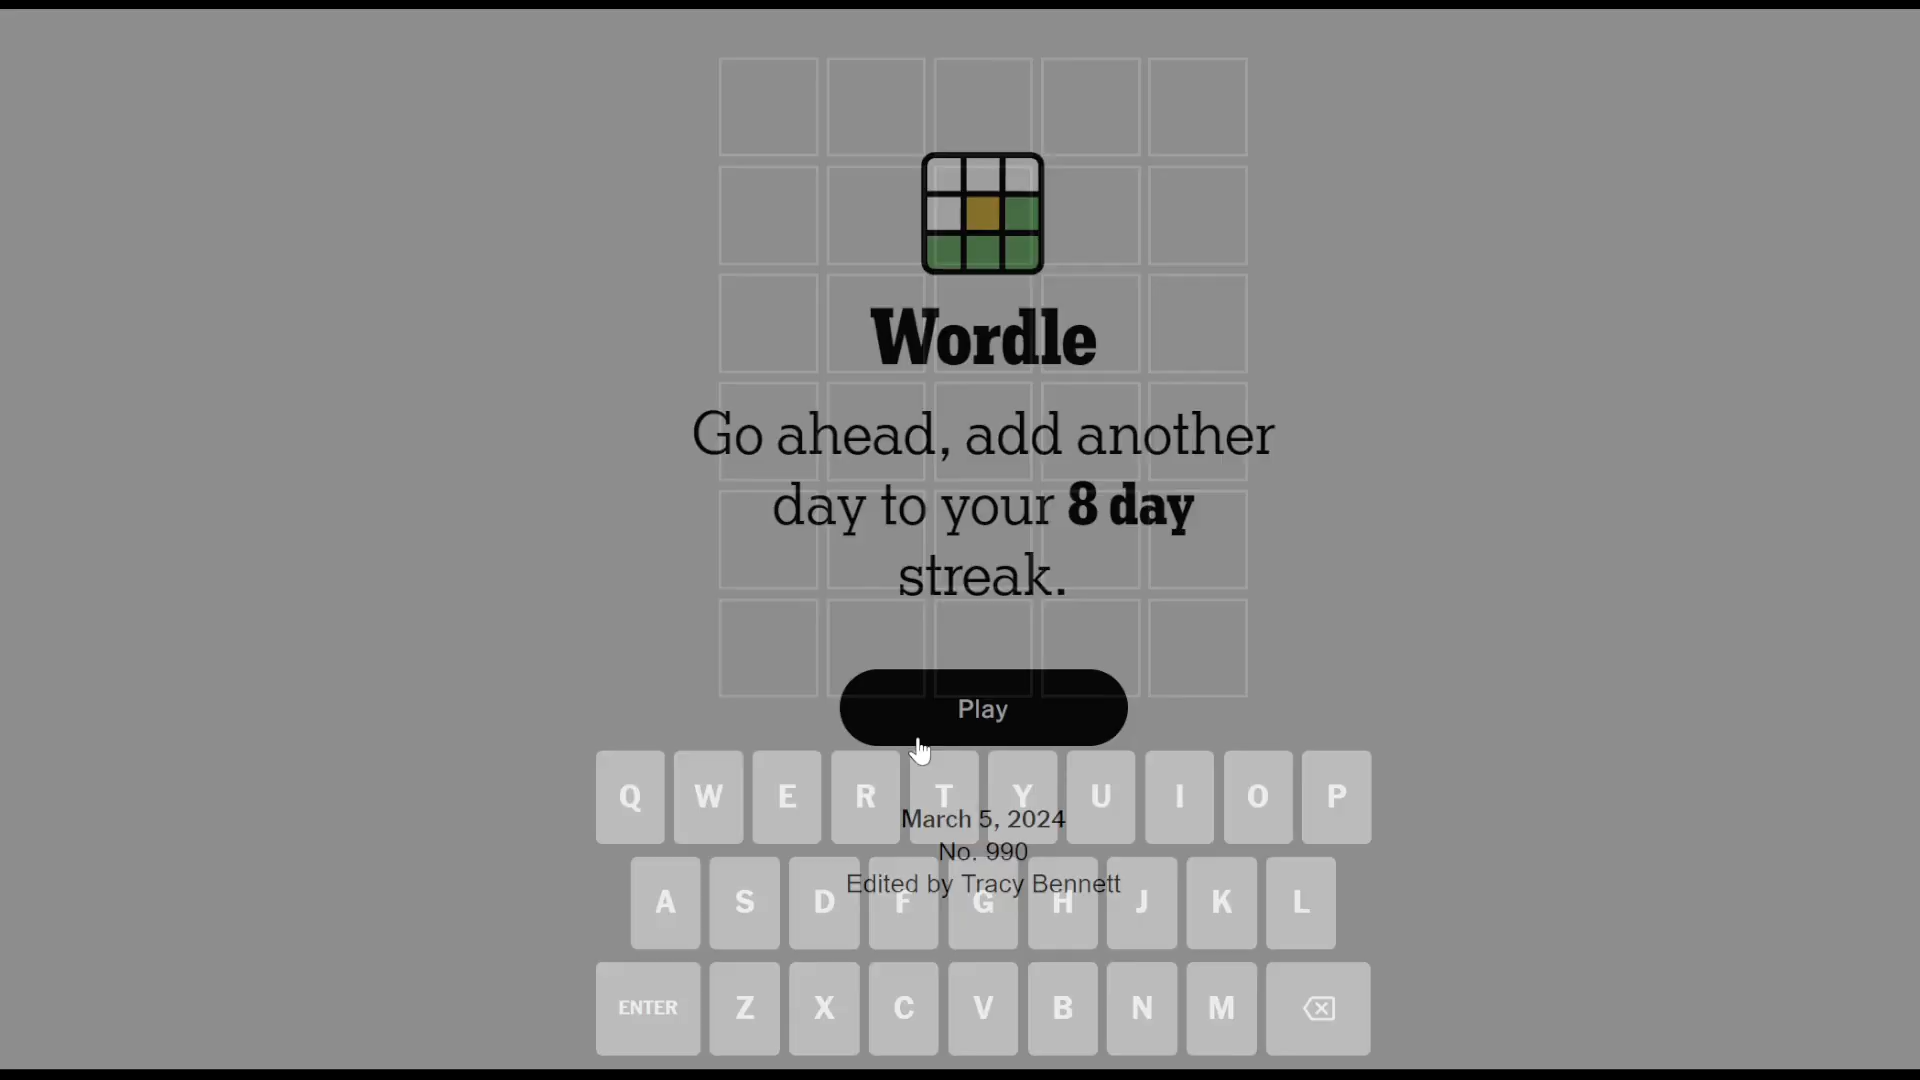 Wordle
Go ahead, add another
day to your 8 day
streak.
Play
Q W E R T Y U I O P
March 5, 2024
No. 990
Edited by Tracy Bennett
A S D F G H J K L
ENTER Z X C V B N M